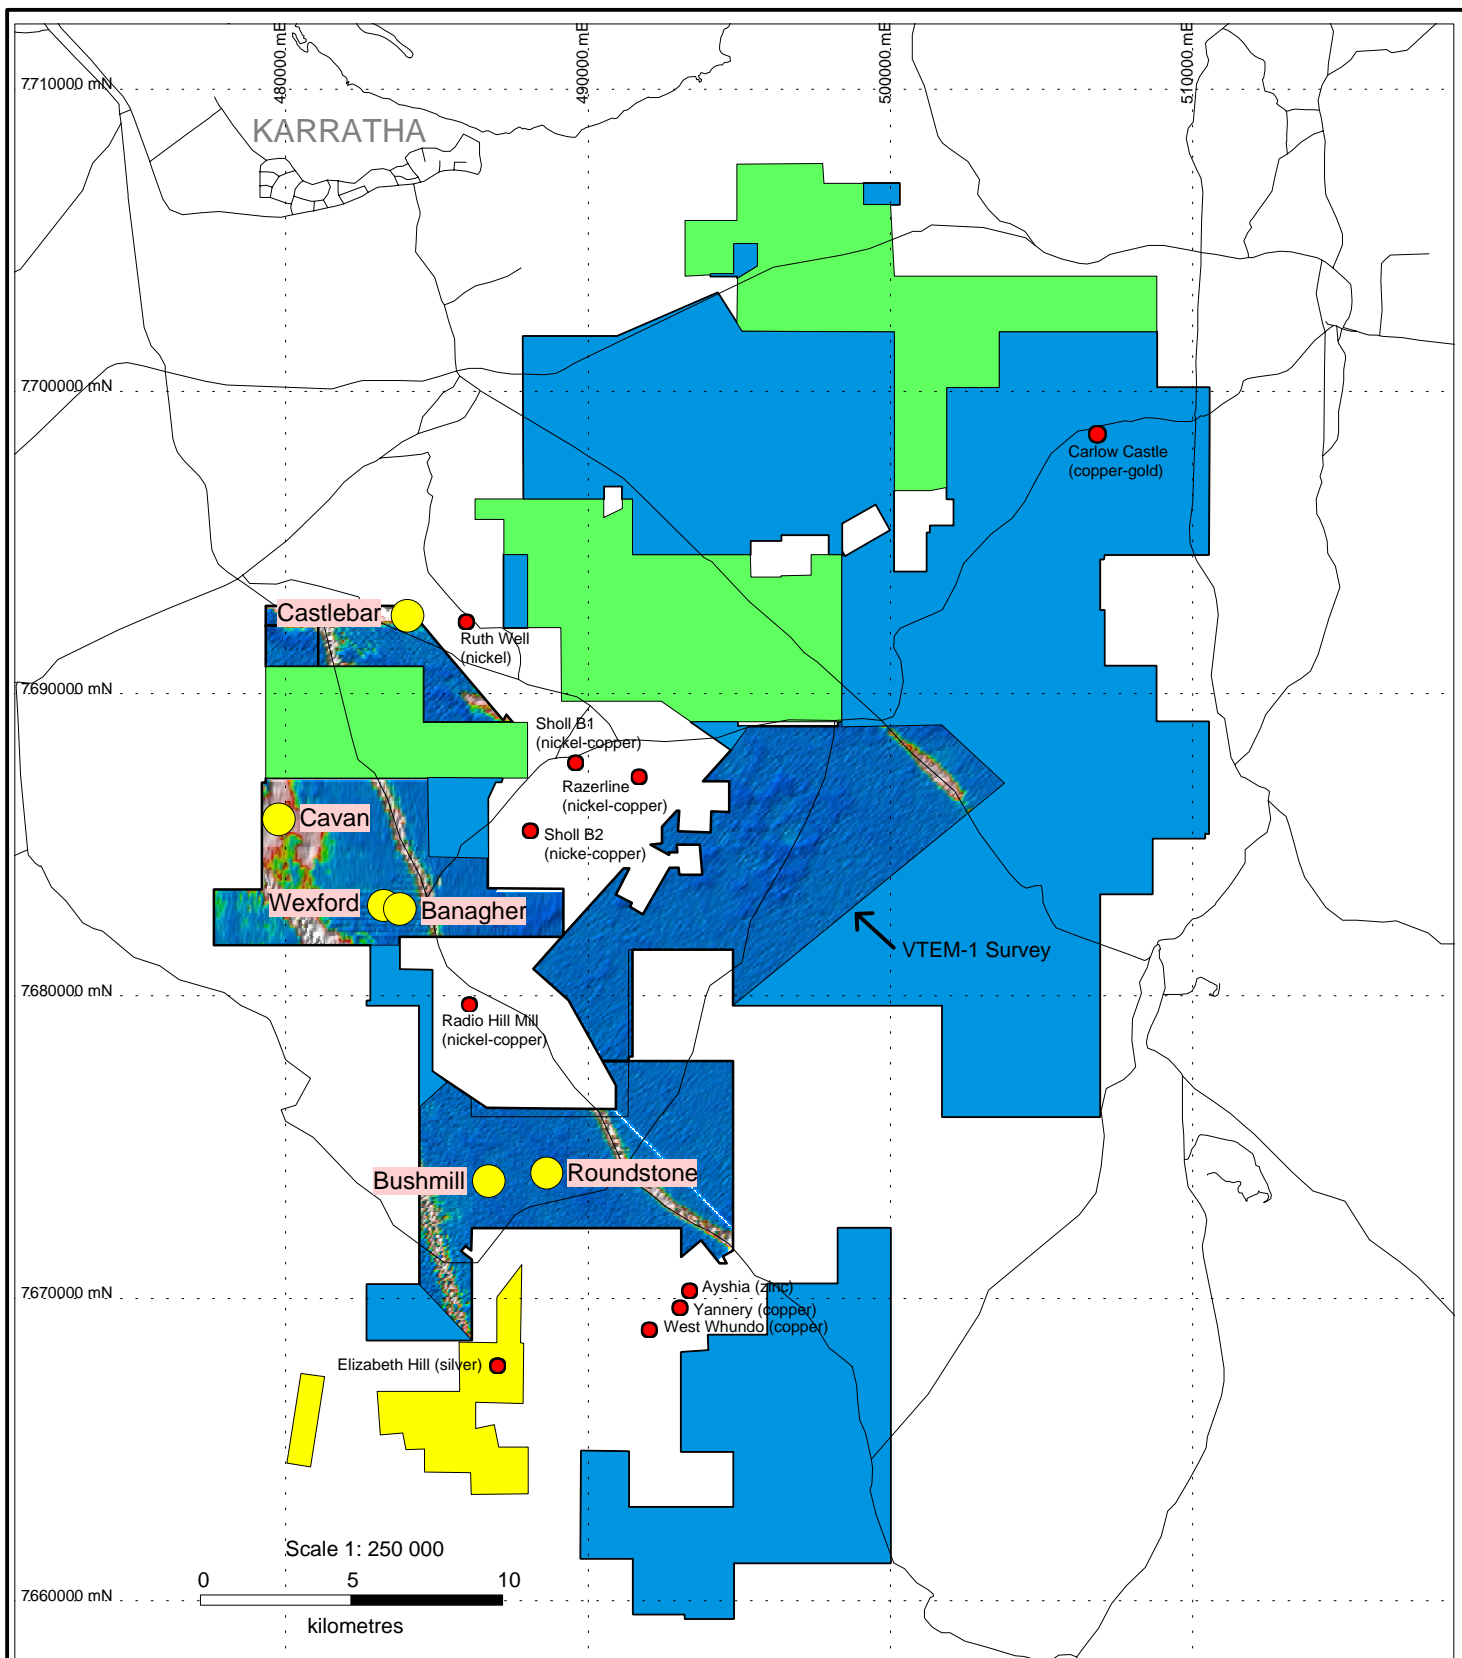 480000 mE
490000 mE
500000 mE
510000 mE
7710000 mN
KARRATHA
7700000 mN
Carlow Castle
(copper-gold)
Castlebar
Ruth Well
(nickel)
7690000 mN
Sholl B1
(nickel-copper)
Razerline
(nickel-copper)
Cavan
Sholl B2
(nicke-copper)
Wexford
Banagher
VTEM-1 Survey
7680000 mN
Radio Hill Mill
(nickel-copper)
Bushmill
Roundstone
7670000 mN
Ayshia (zinc)
Yannery (copper)
West Whundo (copper)
Elizabeth Hill (silver)
Scale 1: 250 000
0 5 10
7660000 mN
kilometres